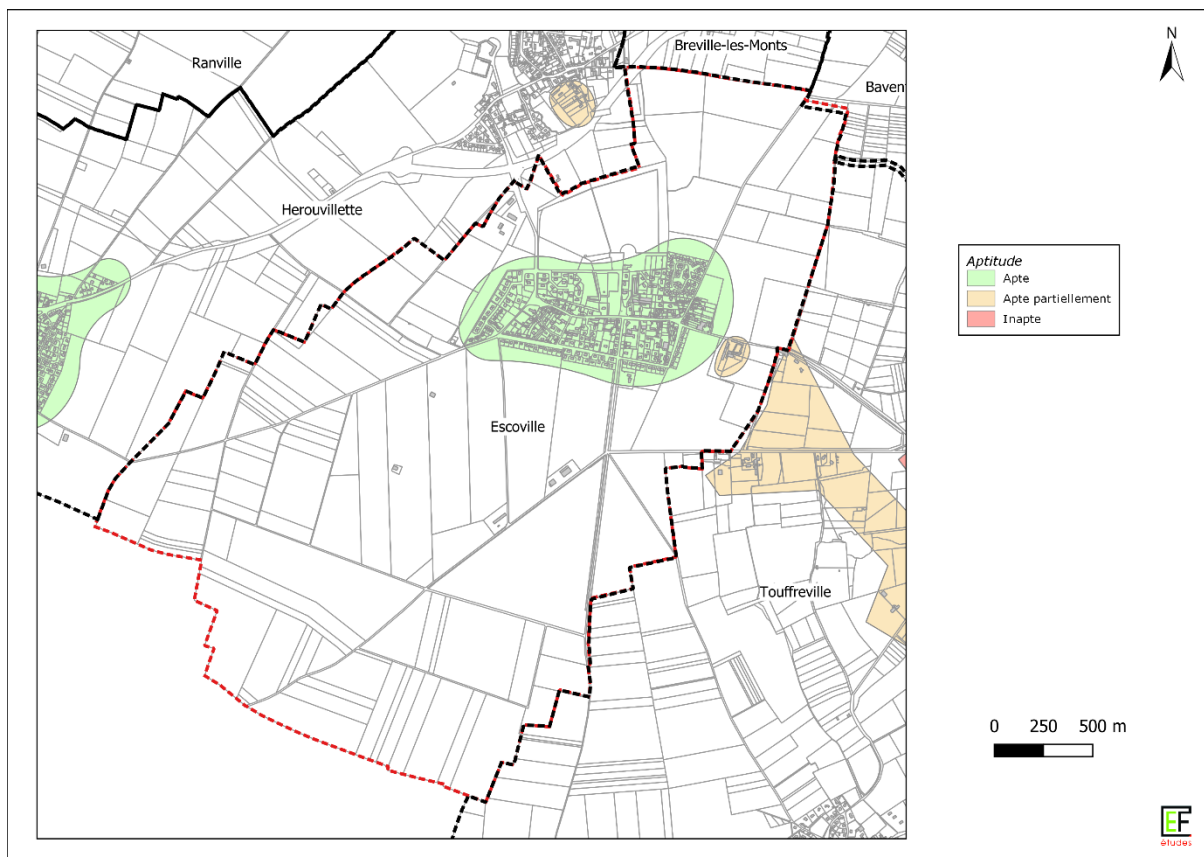 N
Breville-les-Monts
Ranville
Baven
Herouvillette
Aptitude
Apte
Apte partiellement
Inapte
Escoville
Touffreville
0 250 500 m
EF
études